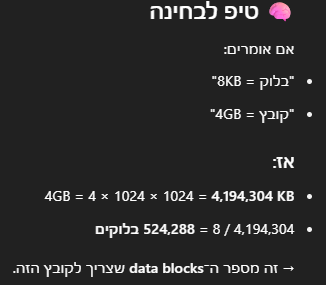 🧠 טיפ לבחינה
אם אומרים:
• "בלוק = 8KB"
• "קובץ = 4GB"
אז:
• 4GB = 4 × 1024 × 1024 = 4,194,304 KB
• 4,194,304 / 8 = 524,288 בלוקים
→ זה מספר ה־data blocks שצריך לקובץ הזה.